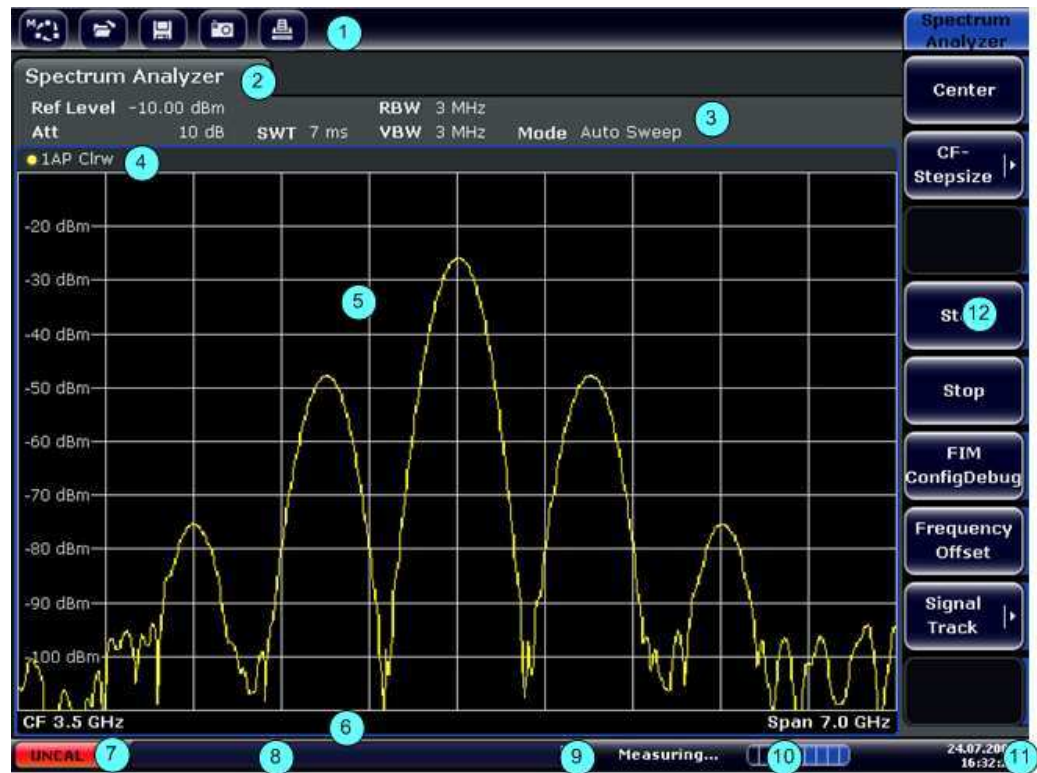 M
1
Spectrum Analyzer
Spectrum Analyzer 2
Ref Level -10.00 dBm RBW 3 MHz 3
Att 10 dB SWT 7 ms VBW 3 MHz Mode Auto Sweep
1AP Clrw 4
-20 dBm
-30 dBm
5
-40 dBm
-50 dBm
-60 dBm
-70 dBm
-80 dBm
-90 dBm
-100 dBm
CF 3.5 GHz 6 Span 7.0 GHz
UNCAL 7 8 9 Measuring... 10
24.07.200
16:32: 11
Center
CF-
Stepsize
12
Stop
FIM
ConfigDebug
Frequency
Offset
Signal
Track